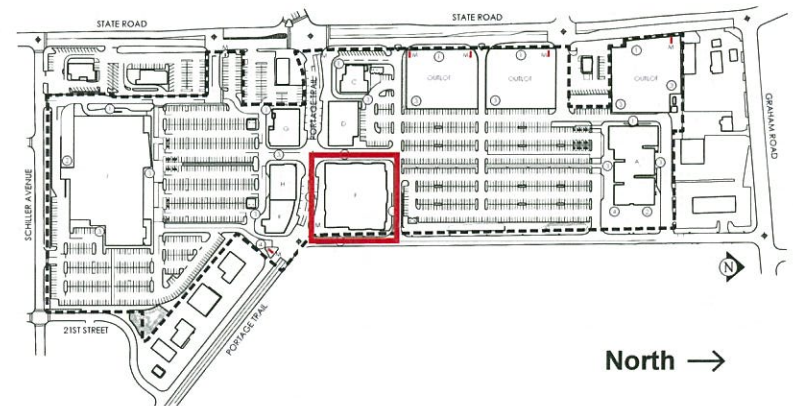 STATE ROAD
STATE ROAD
PORTAGE TRAIL
C
OUTLOT
OUTLOT
OUTLOT
GRAHAM ROAD
G
D
A
SCHILLER AVENUE
H
F
21ST STREET
PORTAGE TRAIL
N
North